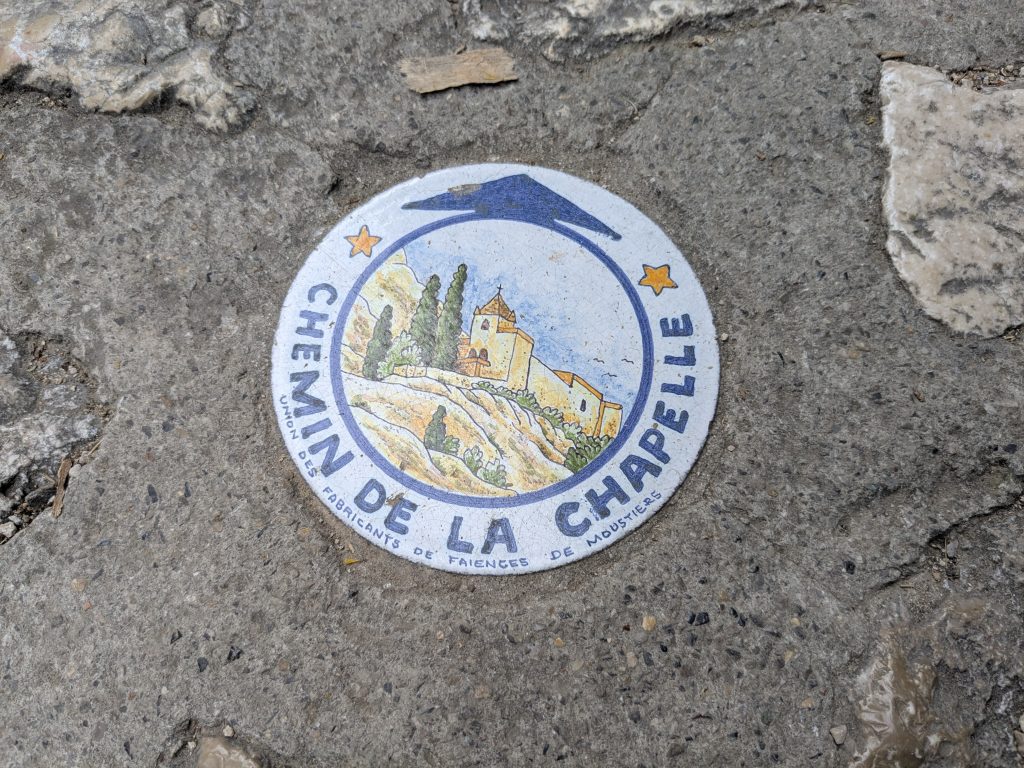 CHEMIN DE LA CHAPELLE
UNION DES FABRICANTS DE FAIENCES DE MOUSTIERS